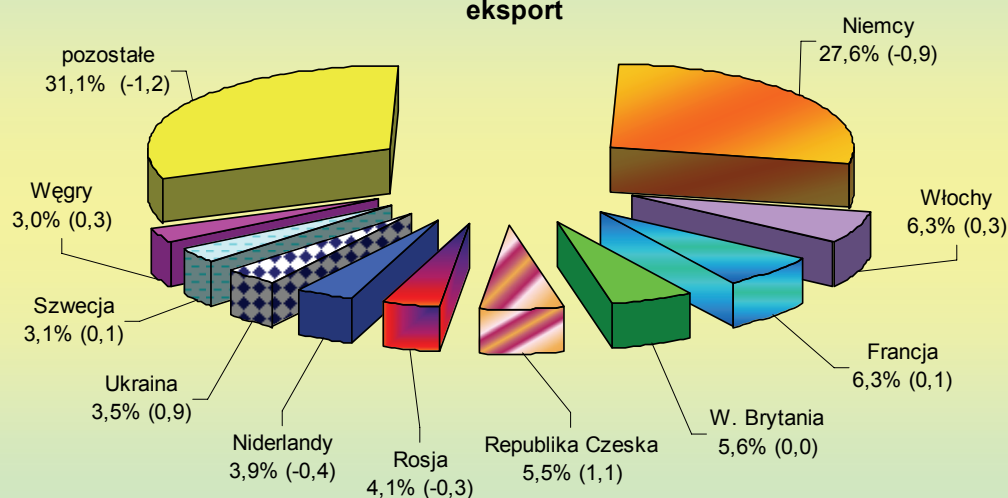 eksport
Niemcy
27,6% (-0,9)
Włochy
6,3% (0,3)
Francja
6,3% (0,1)
W. Brytania
5,6% (0,0)
Republika Czeska
5,5% (1,1)
Rosja
4,1% (-0,3)
Niderlandy
3,9% (-0,4)
Ukraina
3,5% (0,9)
Szwecja
3,1% (0,1)
Węgry
3,0% (0,3)
pozostałe
31,1% (-1,2)